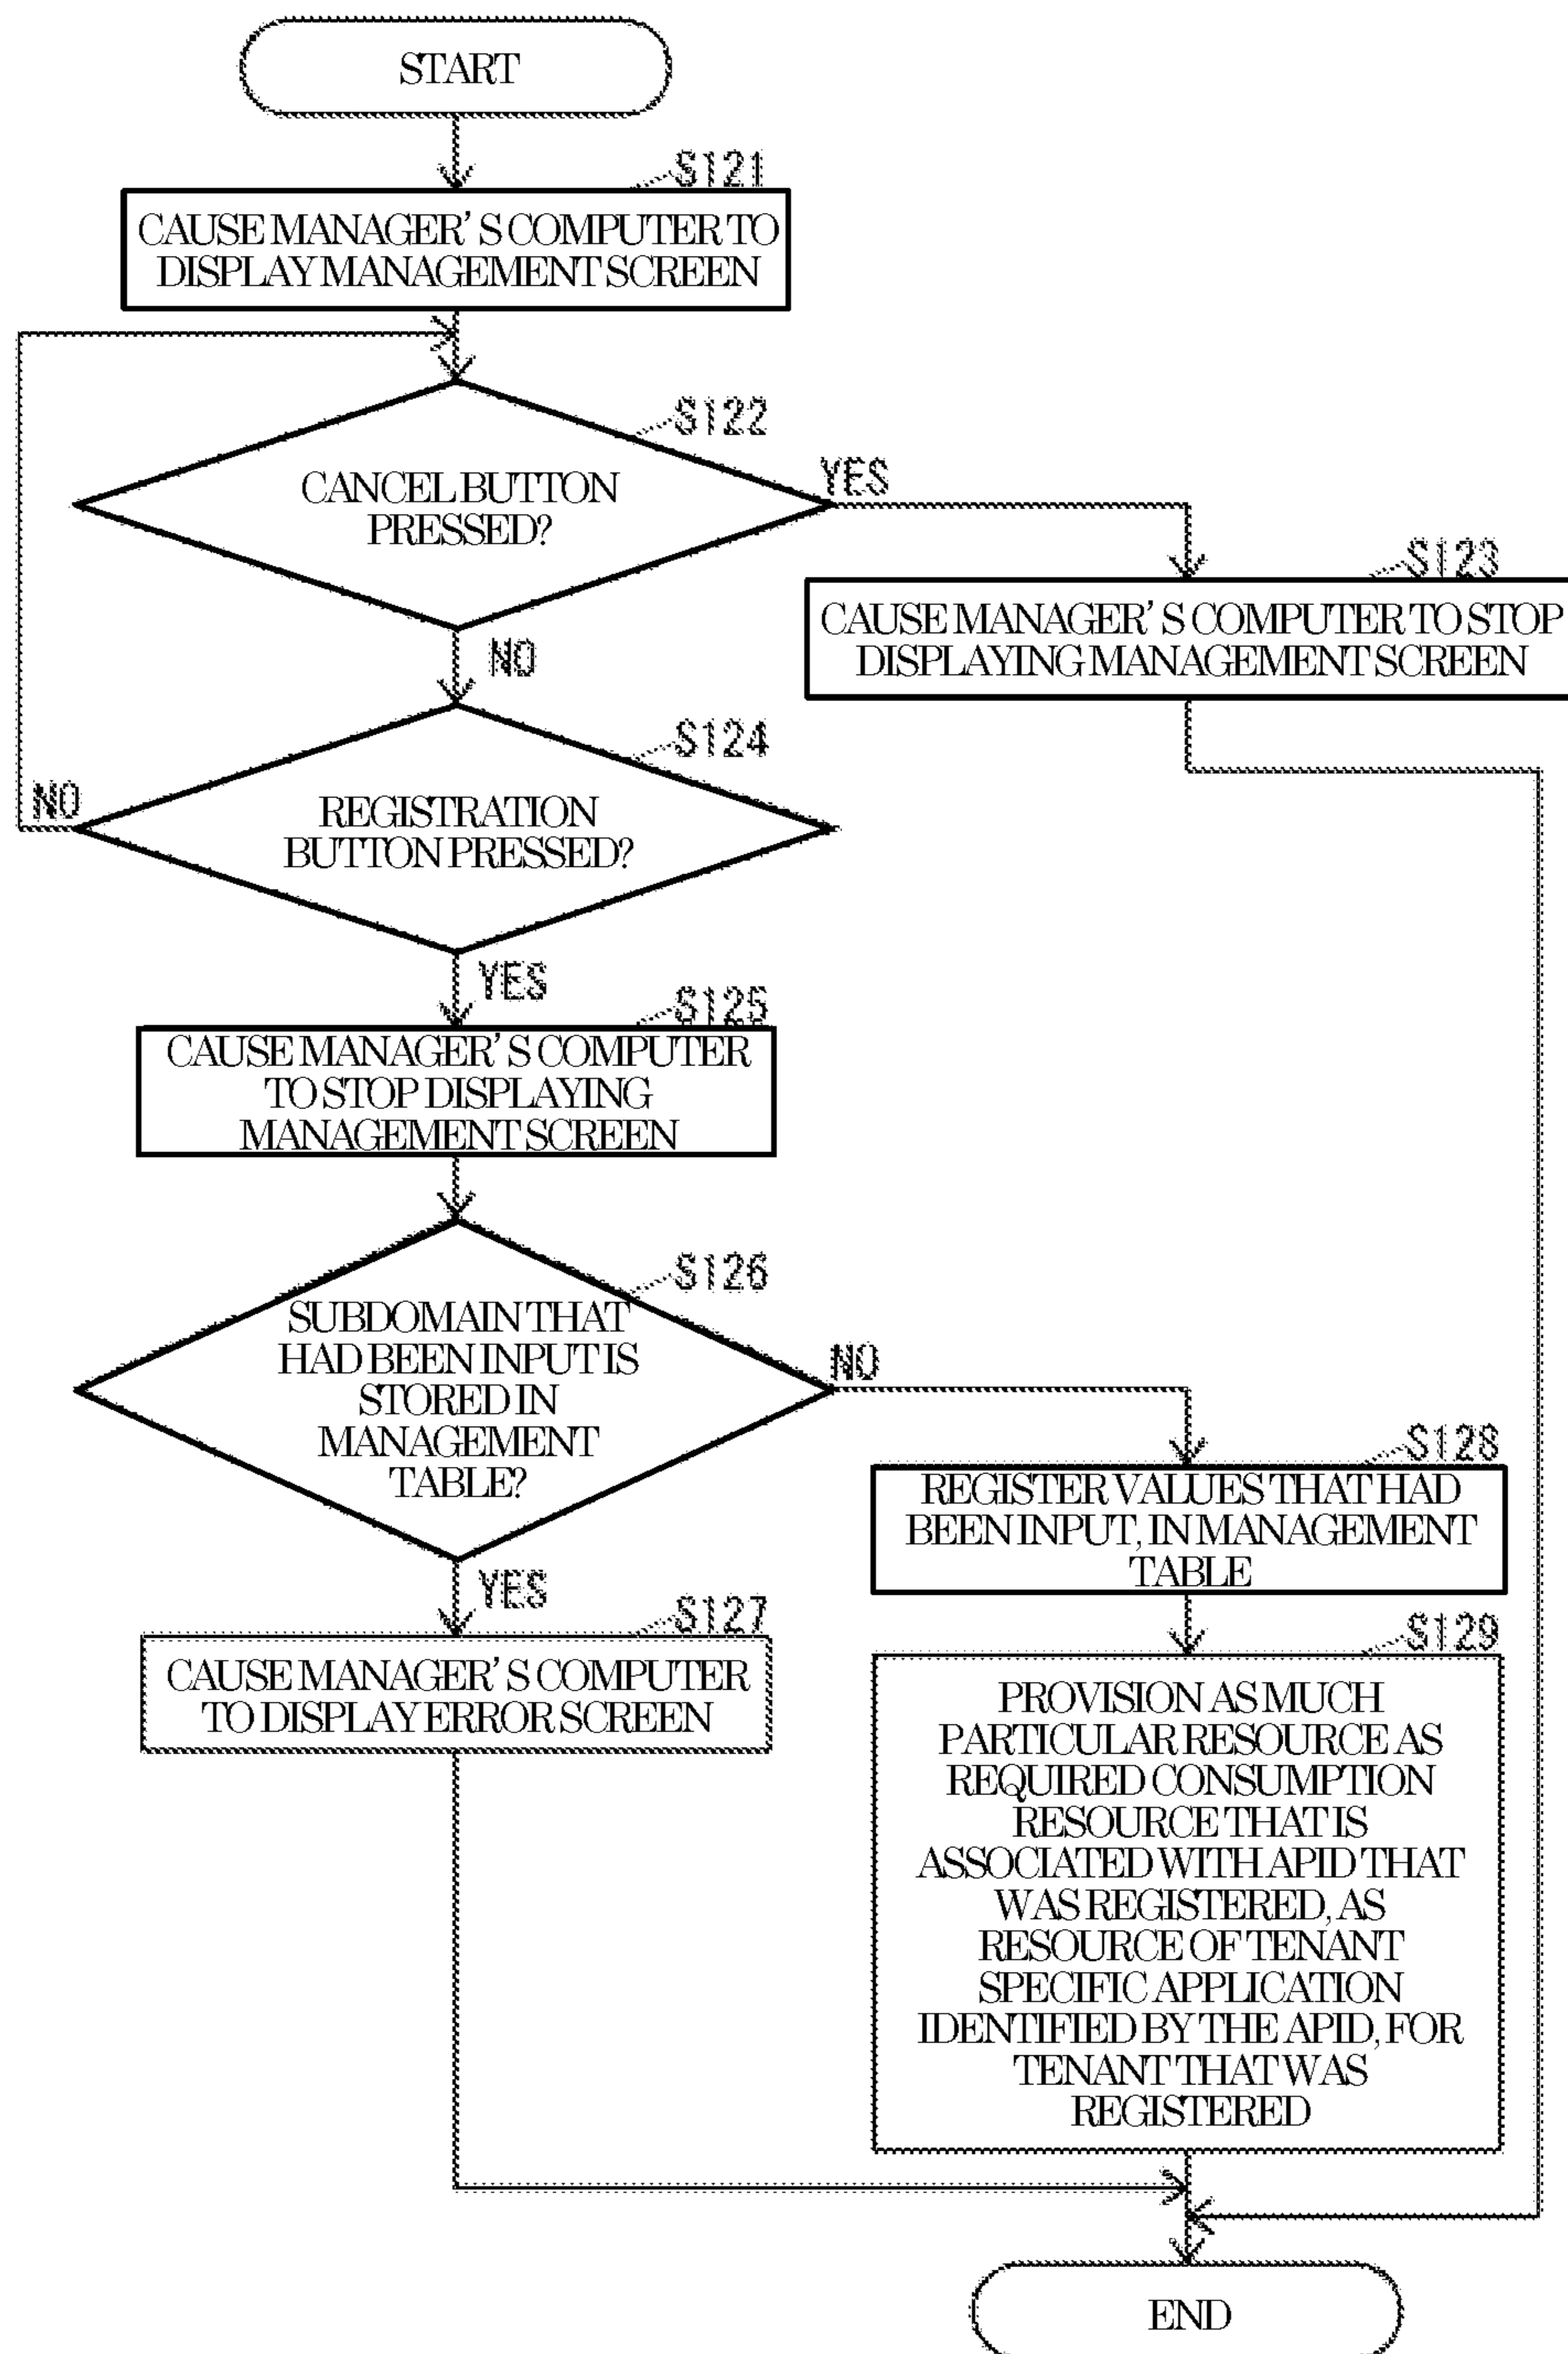 START
S121
CAUSE MANAGER'S COMPUTER TO
DISPLAY MANAGEMENT SCREEN
S122
CANCEL BUTTON
PRESSED?
YES
NO
S123
CAUSE MANAGER'S COMPUTER TO STOP
DISPLAYING MANAGEMENT SCREEN
S124
REGISTRATION
BUTTON PRESSED?
NO
YES
S125
CAUSE MANAGER'S COMPUTER
TO STOP DISPLAYING
MANAGEMENT SCREEN
S126
SUBDOMAIN THAT
HAD BEEN INPUT IS
STORED IN
MANAGEMENT
TABLE?
NO
YES
S127
CAUSE MANAGER'S COMPUTER
TO DISPLAY ERROR SCREEN
S128
REGISTER VALUES THAT HAD
BEEN INPUT, IN MANAGEMENT
TABLE
S129
PROVISION AS MUCH
PARTICULAR RESOURCE AS
REQUIRED CONSUMPTION
RESOURCE THAT IS
ASSOCIATED WITH APID THAT
WAS REGISTERED, AS
RESOURCE OF TENANT
SPECIFIC APPLICATION
IDENTIFIED BY THE APID, FOR
TENANT THAT WAS
REGISTERED
END